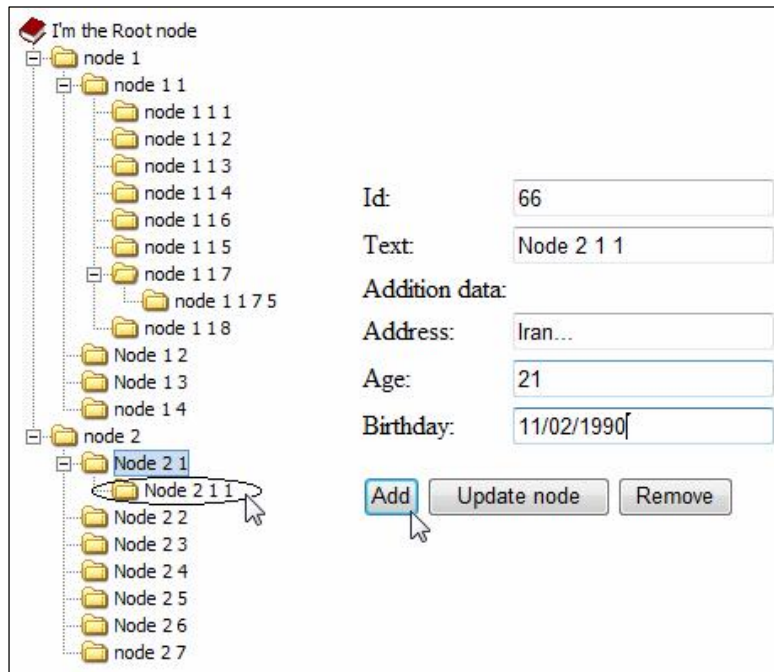 I'm the Root node
node 1
node 1 1
node 1 1 1
node 1 1 2
node 1 1 3
node 1 1 4
node 1 1 6
node 1 1 5
node 1 1 7
node 1 1 7 5
node 1 1 8
Node 1 2
Node 1 3
node 1 4
node 2
Node 2 1
Node 2 1 1
Node 2 2
Node 2 3
Node 2 4
Node 2 5
Node 2 6
node 2 7
Id: 66
Text: Node 2 1 1
Addition data:
Address: Iran...
Age: 21
Birthday: 11/02/1990
Add Update node Remove